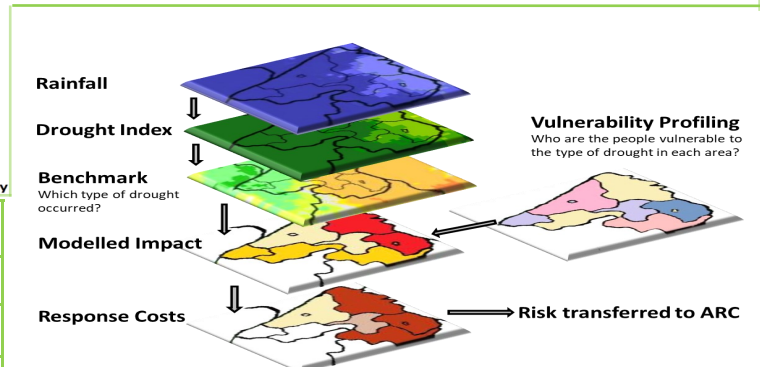 Rainfall
Drought Index
Vulnerability Profiling
Who are the people vulnerable to
the type of drought in each area?
y
Benchmark
Which type of drought
occurred?
Modelled Impact
Response Costs
Risk transferred to ARC